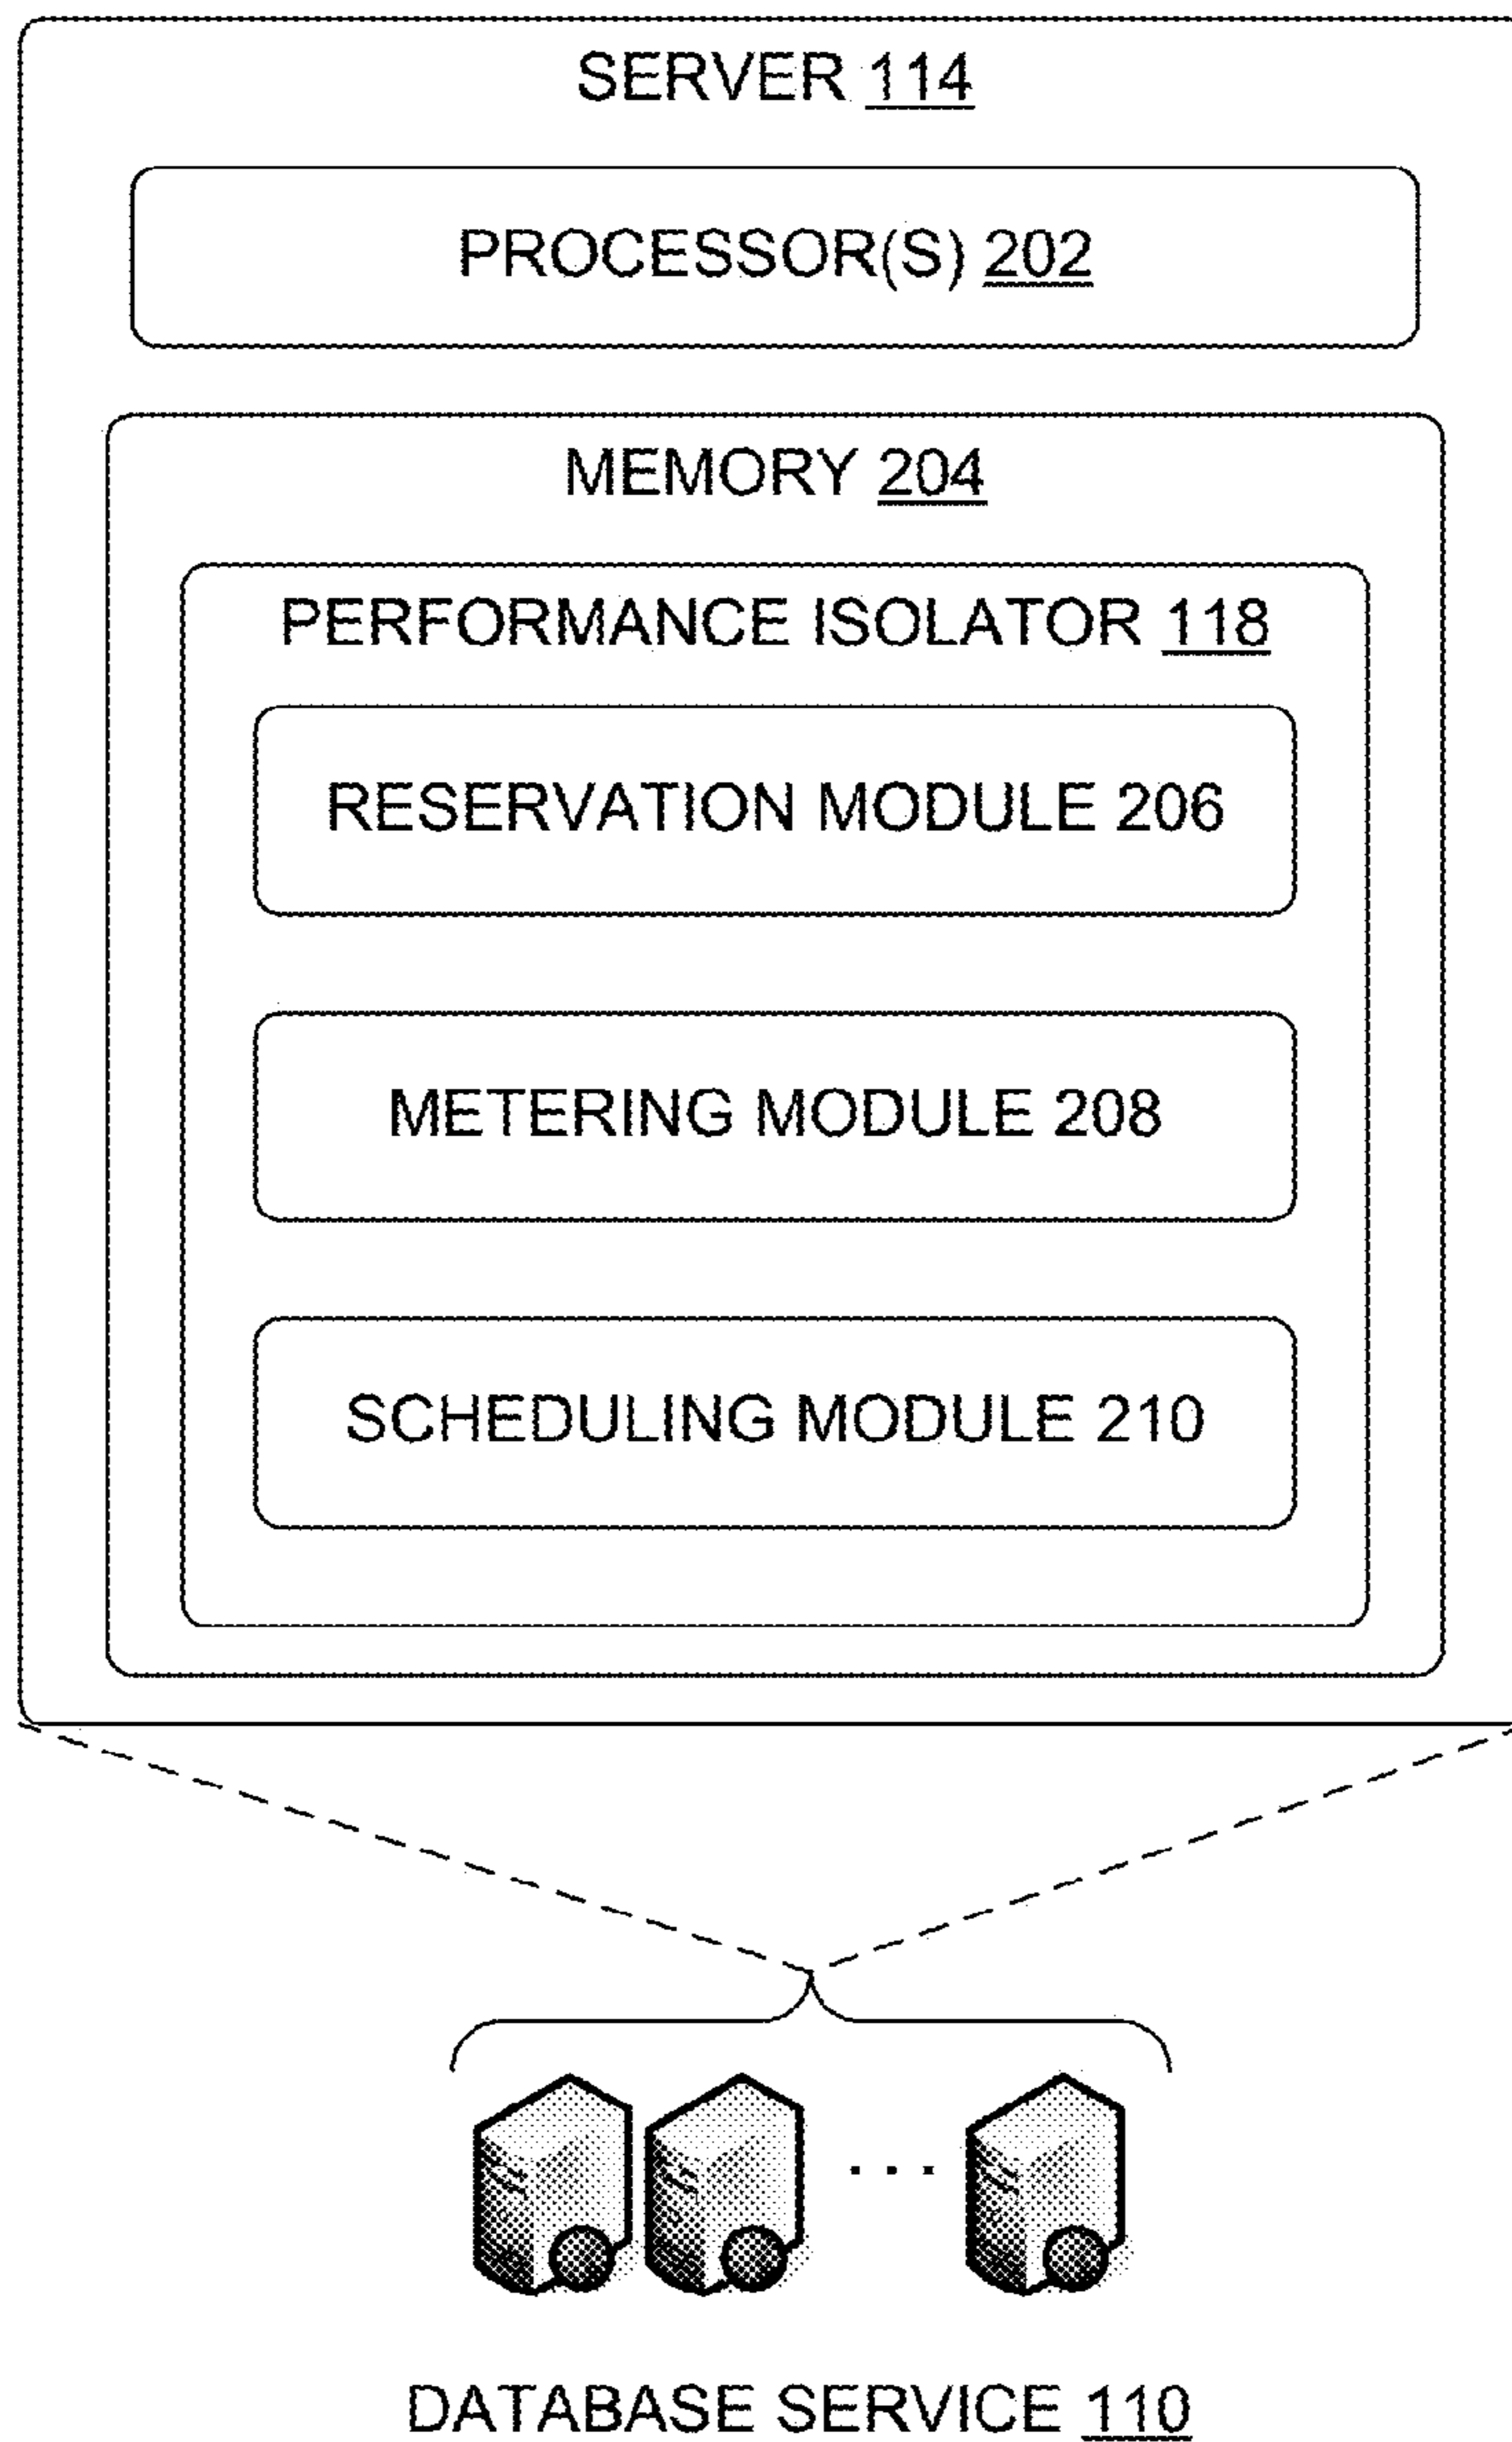 SERVER 114
PROCESSOR(S) 202
MEMORY 204
PERFORMANCE ISOLATOR 118
RESERVATION MODULE 206
METERING MODULE 208
SCHEDULING MODULE 210
. . .
DATABASE SERVICE 110